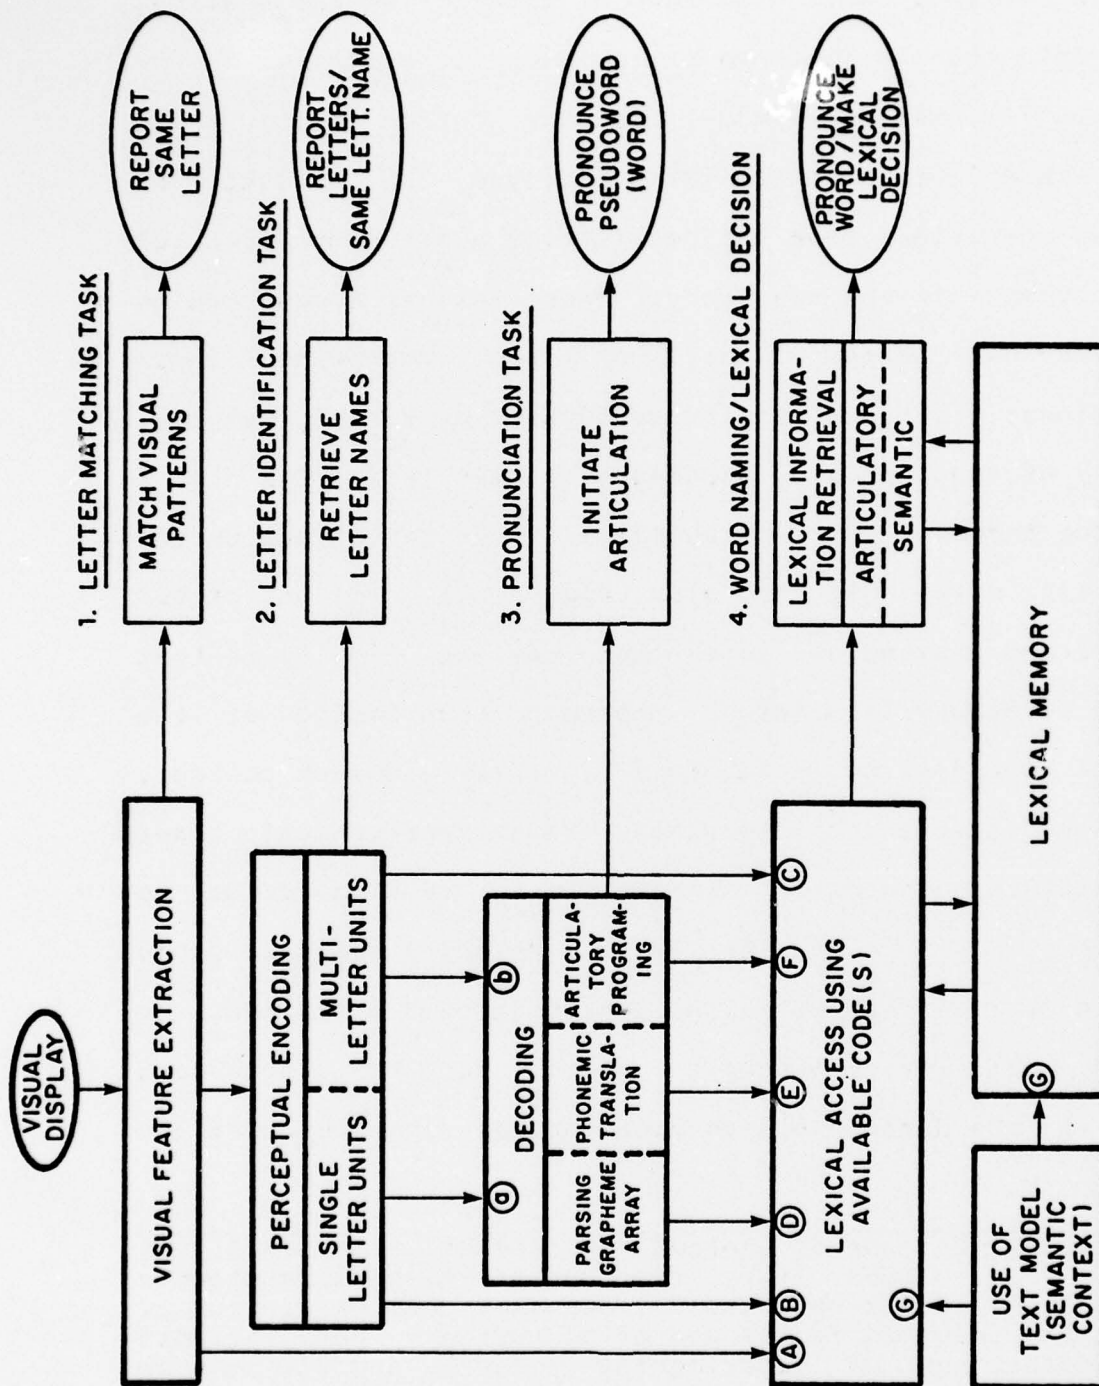 VISUAL
DISPLAY
VISUAL FEATURE EXTRACTION
1. LETTER MATCHING TASK
MATCH VISUAL
PATTERNS
REPORT
SAME
LETTER
PERCEPTUAL ENCODING
SINGLE
LETTER UNITS
MULTI-
LETTER UNITS
2. LETTER IDENTIFICATION TASK
RETRIEVE
LETTER NAMES
REPORT
LETTERS/
SAME LETT. NAME
a
b
DECODING
PARSING
GRAPHEME
ARRAY
PHONEMIC
TRANSLA-
TION
ARTICULA-
TORY
PROGRAM-
ING
3. PRONUNCIATION TASK
INITIATE
ARTICULATION
PRONOUNCE
PSEUDOWORD
(WORD)
A
B
D
E
F
C
G
LEXICAL ACCESS USING
AVAILABLE CODE(S)
4. WORD NAMING/LEXICAL DECISION
LEXICAL INFORMA-
TION RETRIEVAL
ARTICULATORY
SEMANTIC
PRONOUNCE
WORD/MAKE
LEXICAL
DECISION
USE OF
TEXT MODEL
(SEMANTIC
CONTEXT)
G
LEXICAL MEMORY